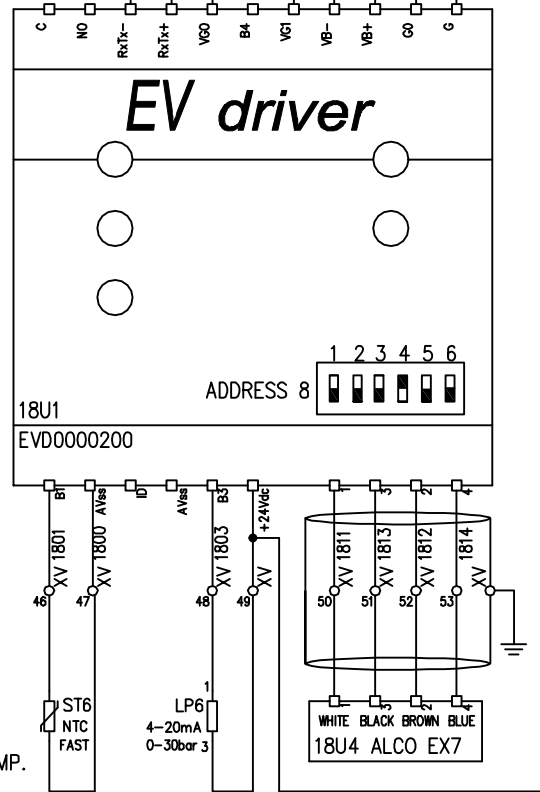 C NO RxTx- RxTx+ VG0 B4 VG1 VB- VB+ G0 G
EV driver
1 2 3 4 5 6
ADDRESS 8
18U1
EVD0000200
B1 AVss ID AVss B3 +24Vdc 1 3 2 4
XV 1801 XV 1800 XV 1803 XV XV 1811 XV 1813 XV 1812 XV 1814 XV
46 47 48 49 50 51 52 53
1
ST6 LP6 1 3 2 4
NTC 4-20mA WHITE BLACK BROWN BLUE
FAST 0-30bar 3 18U4 ALCO EX7
MP.